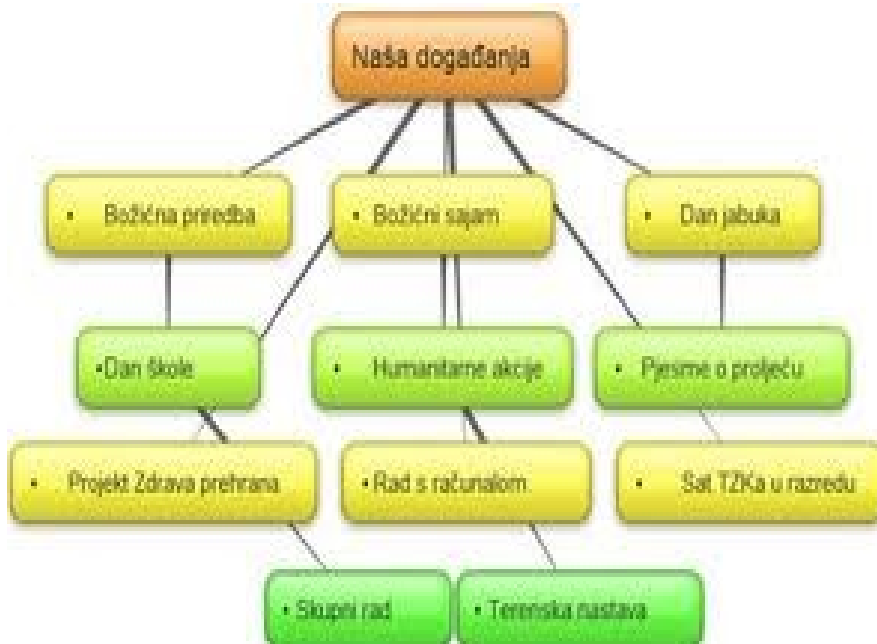 Naša događanja
• Božićna priredba
• Božićni sajam
• Dan jabuka
•Dan škole
• Humanitarne akcije
• Pjesme o proljeću
• Projekt Zdrava prehrana
• Rad s računalom
• Sat TZKa u razredu
• Skupni rad
• Terenska nastava